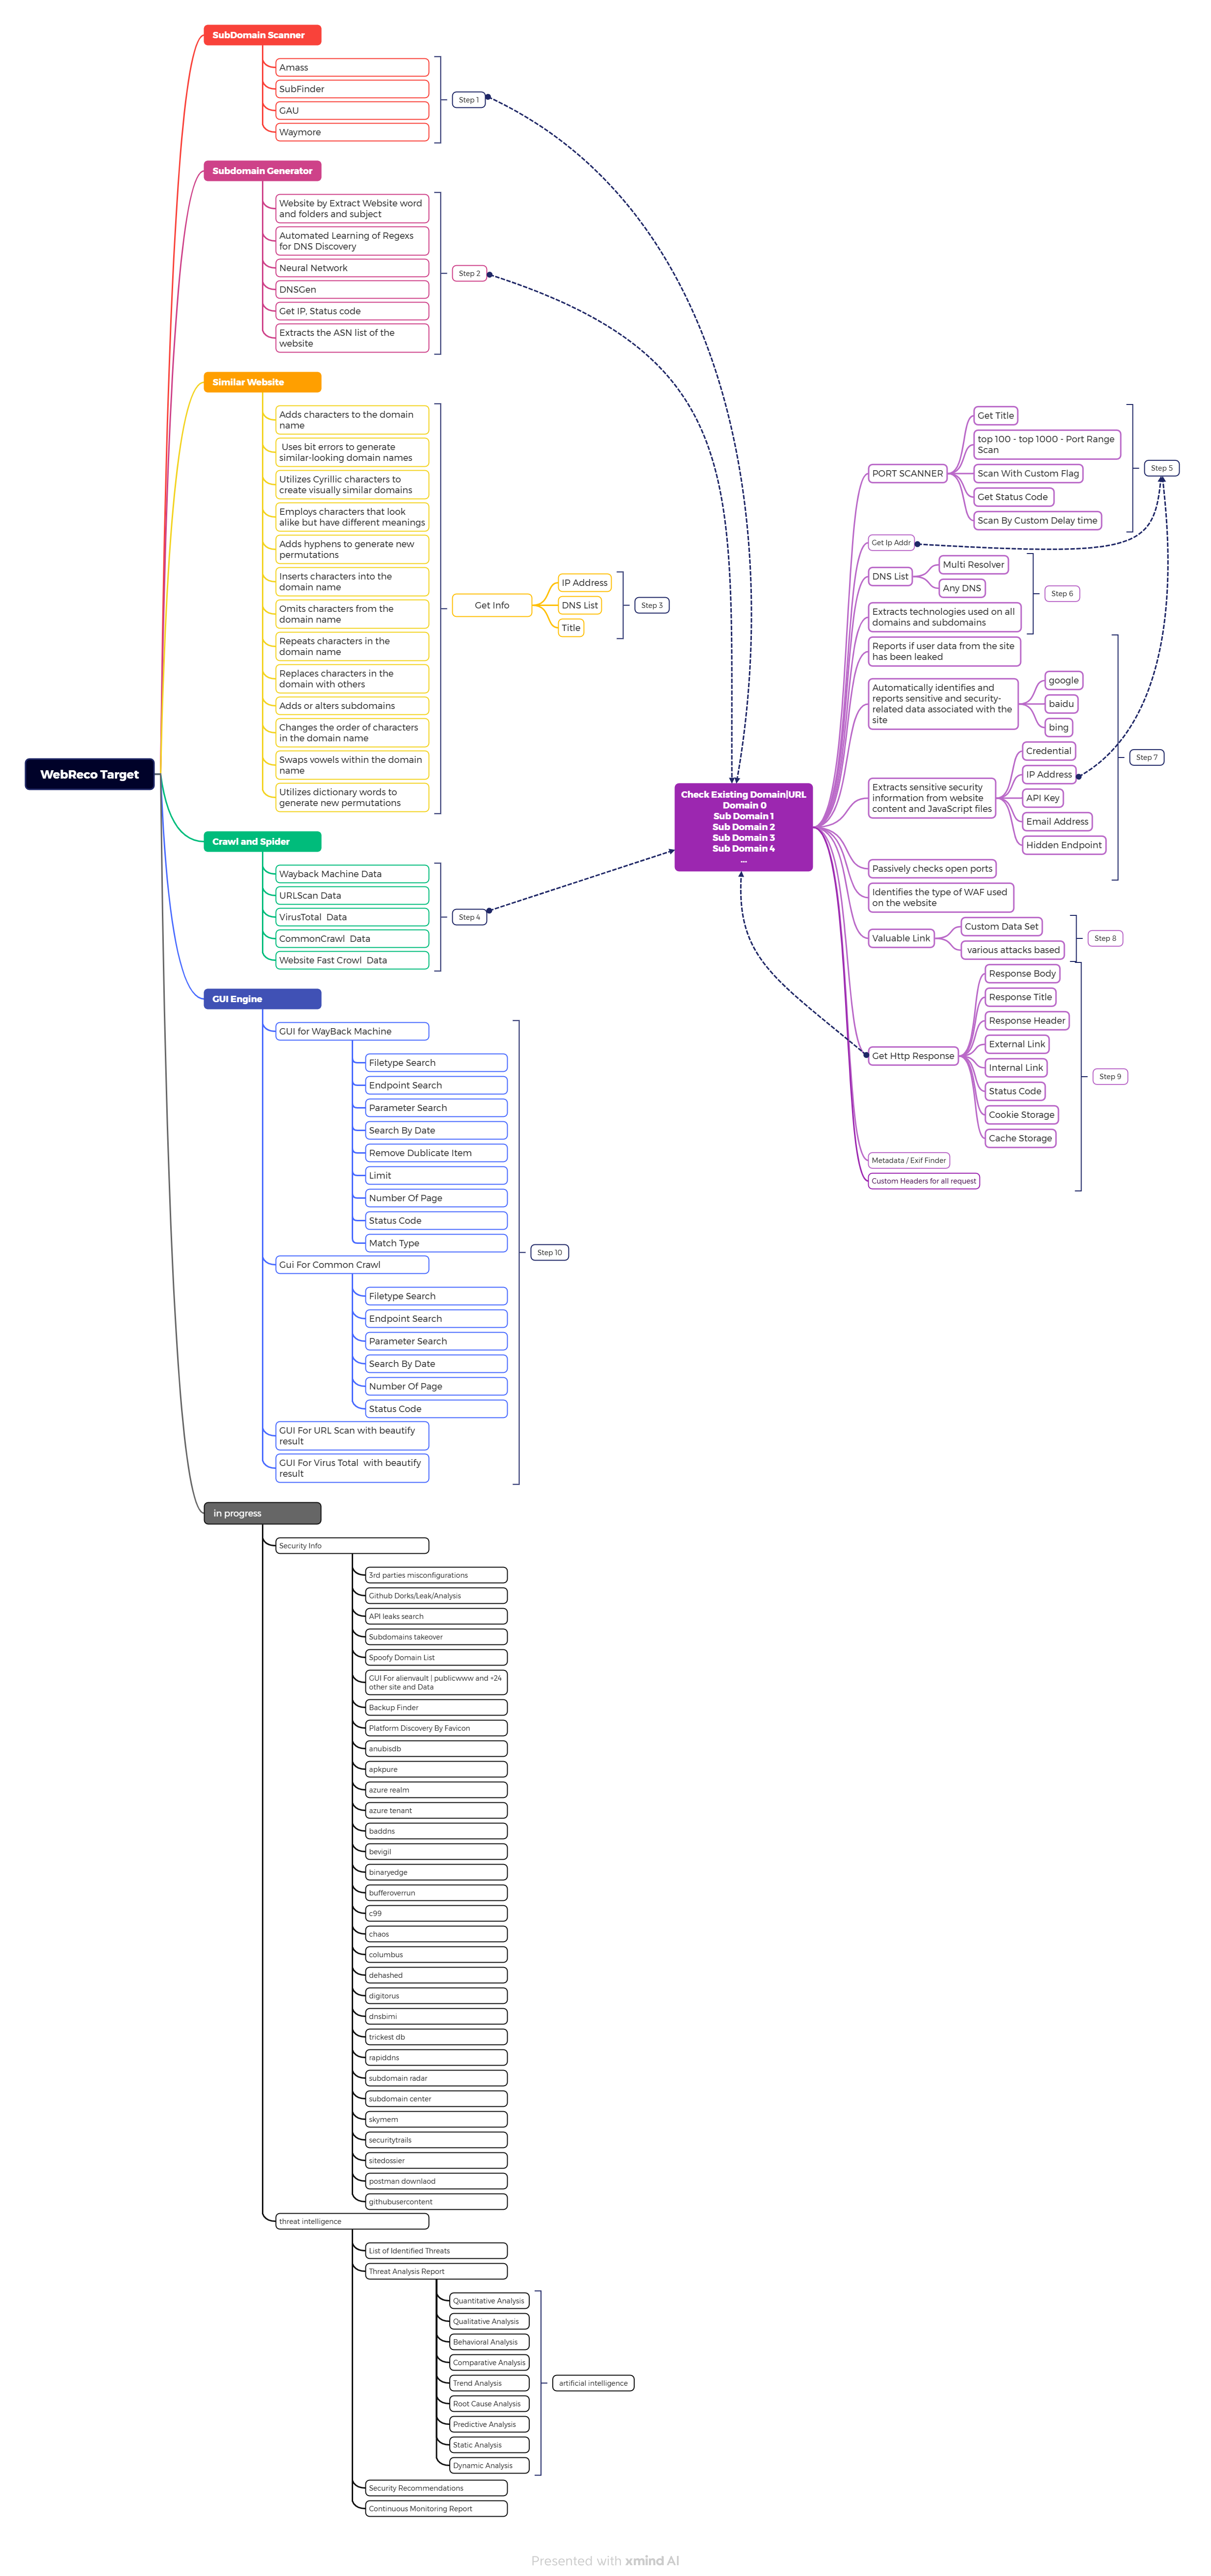 SubDomain Scanner
Amass
SubFinder
GAU
Waymore
Step 1
Subdomain Generator
Website by Extract Website word
and folders and subject
Automated Learning of Regexs
for DNS Discovery
Neural Network
DNSGen
Get IP, Status code
Extracts the ASN list of the
website
Step 2
Similar Website
Adds characters to the domain
name
Uses bit errors to generate
similar-looking domain names
Utilizes Cyrillic characters to
create visually similar domains
Employs characters that look
alike but have different meanings
Adds hyphens to generate new
permutations
Inserts characters into the
domain name
Omits characters from the
domain name
Repeats characters in the
domain name
Replaces characters in the
domain with others
Adds or alters subdomains
Changes the order of characters
in the domain name
Swaps vowels within the domain
name
Utilizes dictionary words to
generate new permutations
Get Info
IP Address
DNS List
Title
Step 3
WebReco Target
Crawl and Spider
Wayback Machine Data
URLScan Data
VirusTotal  Data
CommonCrawl  Data
Website Fast Crawl  Data
Step 4
Check Existing Domain|URL
Domain 0
Sub Domain 1
Sub Domain 2
Sub Domain 3
Sub Domain 4
...
PORT SCANNER
Get Title
top 100 - top 1000 - Port Range
Scan
Scan With Custom Flag
Get Status Code
Scan By Custom Delay time
Step 5
Get Ip Addr
DNS List
Multi Resolver
Any DNS
Extracts technologies used on all
domains and subdomains
Step 6
Reports if user data from the site
has been leaked
Automatically identifies and
reports sensitive and security-
related data associated with the
site
google
baidu
bing
Extracts sensitive security
information from website
content and JavaScript files
Credential
IP Address
API Key
Email Address
Hidden Endpoint
Step 7
Passively checks open ports
Identifies the type of WAF used
on the website
Valuable Link
Custom Data Set
various attacks based
Step 8
Get Http Response
Response Body
Response Title
Response Header
External Link
Internal Link
Status Code
Cookie Storage
Cache Storage
Step 9
Metadata / Exif Finder
Custom Headers for all request
GUI Engine
GUI for WayBack Machine
Filetype Search
Endpoint Search
Parameter Search
Search By Date
Remove Dublicate Item
Limit
Number Of Page
Status Code
Match Type
Gui For Common Crawl
Filetype Search
Endpoint Search
Parameter Search
Search By Date
Number Of Page
Status Code
GUI For URL Scan with beautify
result
GUI For Virus Total  with beautify
result
Step 10
in progress
Security Info
3rd parties misconfigurations
Github Dorks/Leak/Analysis
API leaks search
Subdomains takeover
Spoofy Domain List
GUI For alienvault | publicwww and +24
other site and Data
Backup Finder
Platform Discovery By Favicon
anubisdb
apkpure
azure realm
azure tenant
baddns
bevigil
binaryedge
bufferoverrun
c99
chaos
columbus
dehashed
digitorus
dnsbimi
trickest db
rapiddns
subdomain radar
subdomain center
skymem
securitytrails
sitedossier
postman downlaod
githubusercontent
threat intelligence
List of Identified Threats
Threat Analysis Report
Quantitative Analysis
Qualitative Analysis
Behavioral Analysis
Comparative Analysis
Trend Analysis
Root Cause Analysis
Predictive Analysis
Static Analysis
Dynamic Analysis
artificial intelligence
Security Recommendations
Continuous Monitoring Report
Presented with xmind AI